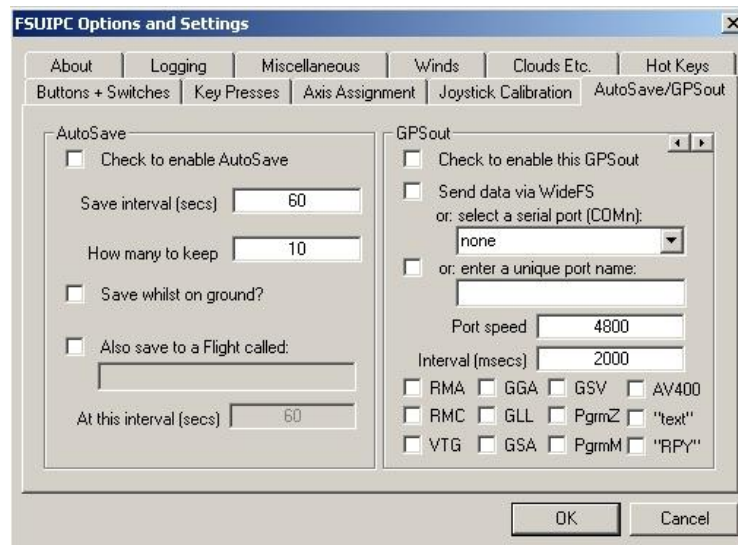 FSUIPC Options and Settings
About Logging Miscellaneous Winds Clouds Etc. Hot Keys
Buttons + Switches Key Presses Axis Assignment Joystick Calibration AutoSave/GPSout
AutoSave
Check to enable AutoSave
Save interval (secs) 60
How many to keep 10
Save whilst on ground?
Also save to a Flight called:
At this interval (secs) 60
GPSout
Check to enable this GPSout
Send data via WideFS
or: select a serial port (COMn):
none
or: enter a unique port name:
Port speed 4800
Interval (msecs) 2000
RMA GGA GSV AV400
RMC GLL PgrmZ "text"
VTG GSA PgrmM "RPY"
OK Cancel